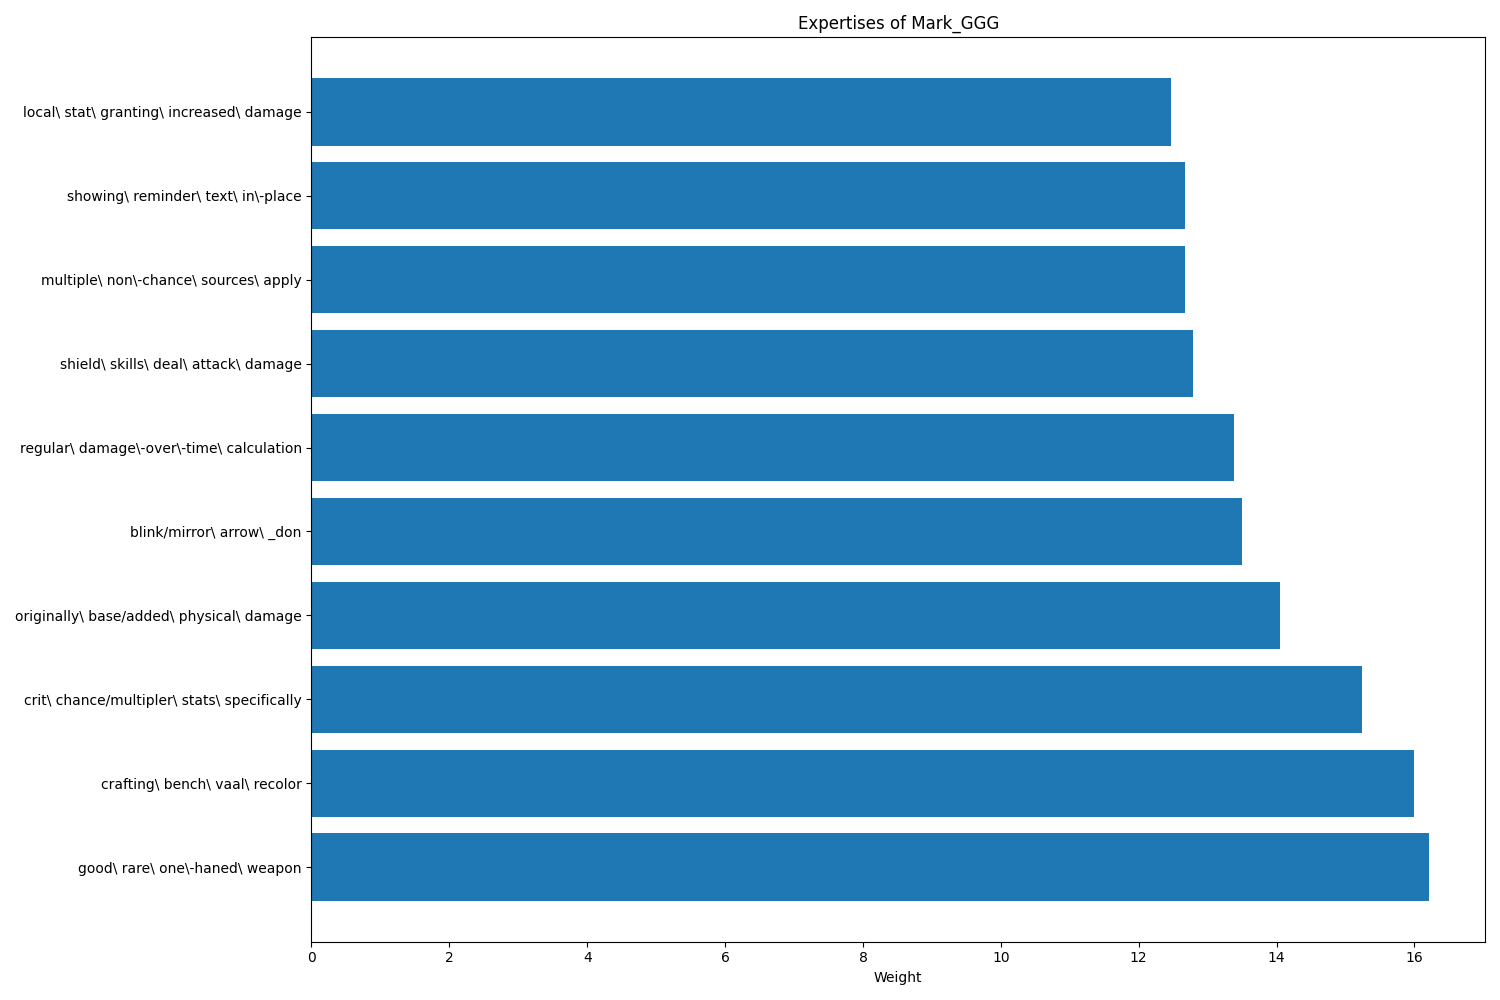 Expertises of Mark_GGG
local\ stat\ granting\ increased\ damage
showing\ reminder\ text\ in\-place
multiple\ non\-chance\ sources\ apply
shield\ skills\ deal\ attack\ damage
regular\ damage\-over\-time\ calculation
blink/mirror\ arrow\ _don
originally\ base/added\ physical\ damage
crit\ chance/multipler\ stats\ specifically
crafting\ bench\ vaal\ recolor
good\ rare\ one\-haned\ weapon
0 2 4 6 8 10 12 14 16
Weight